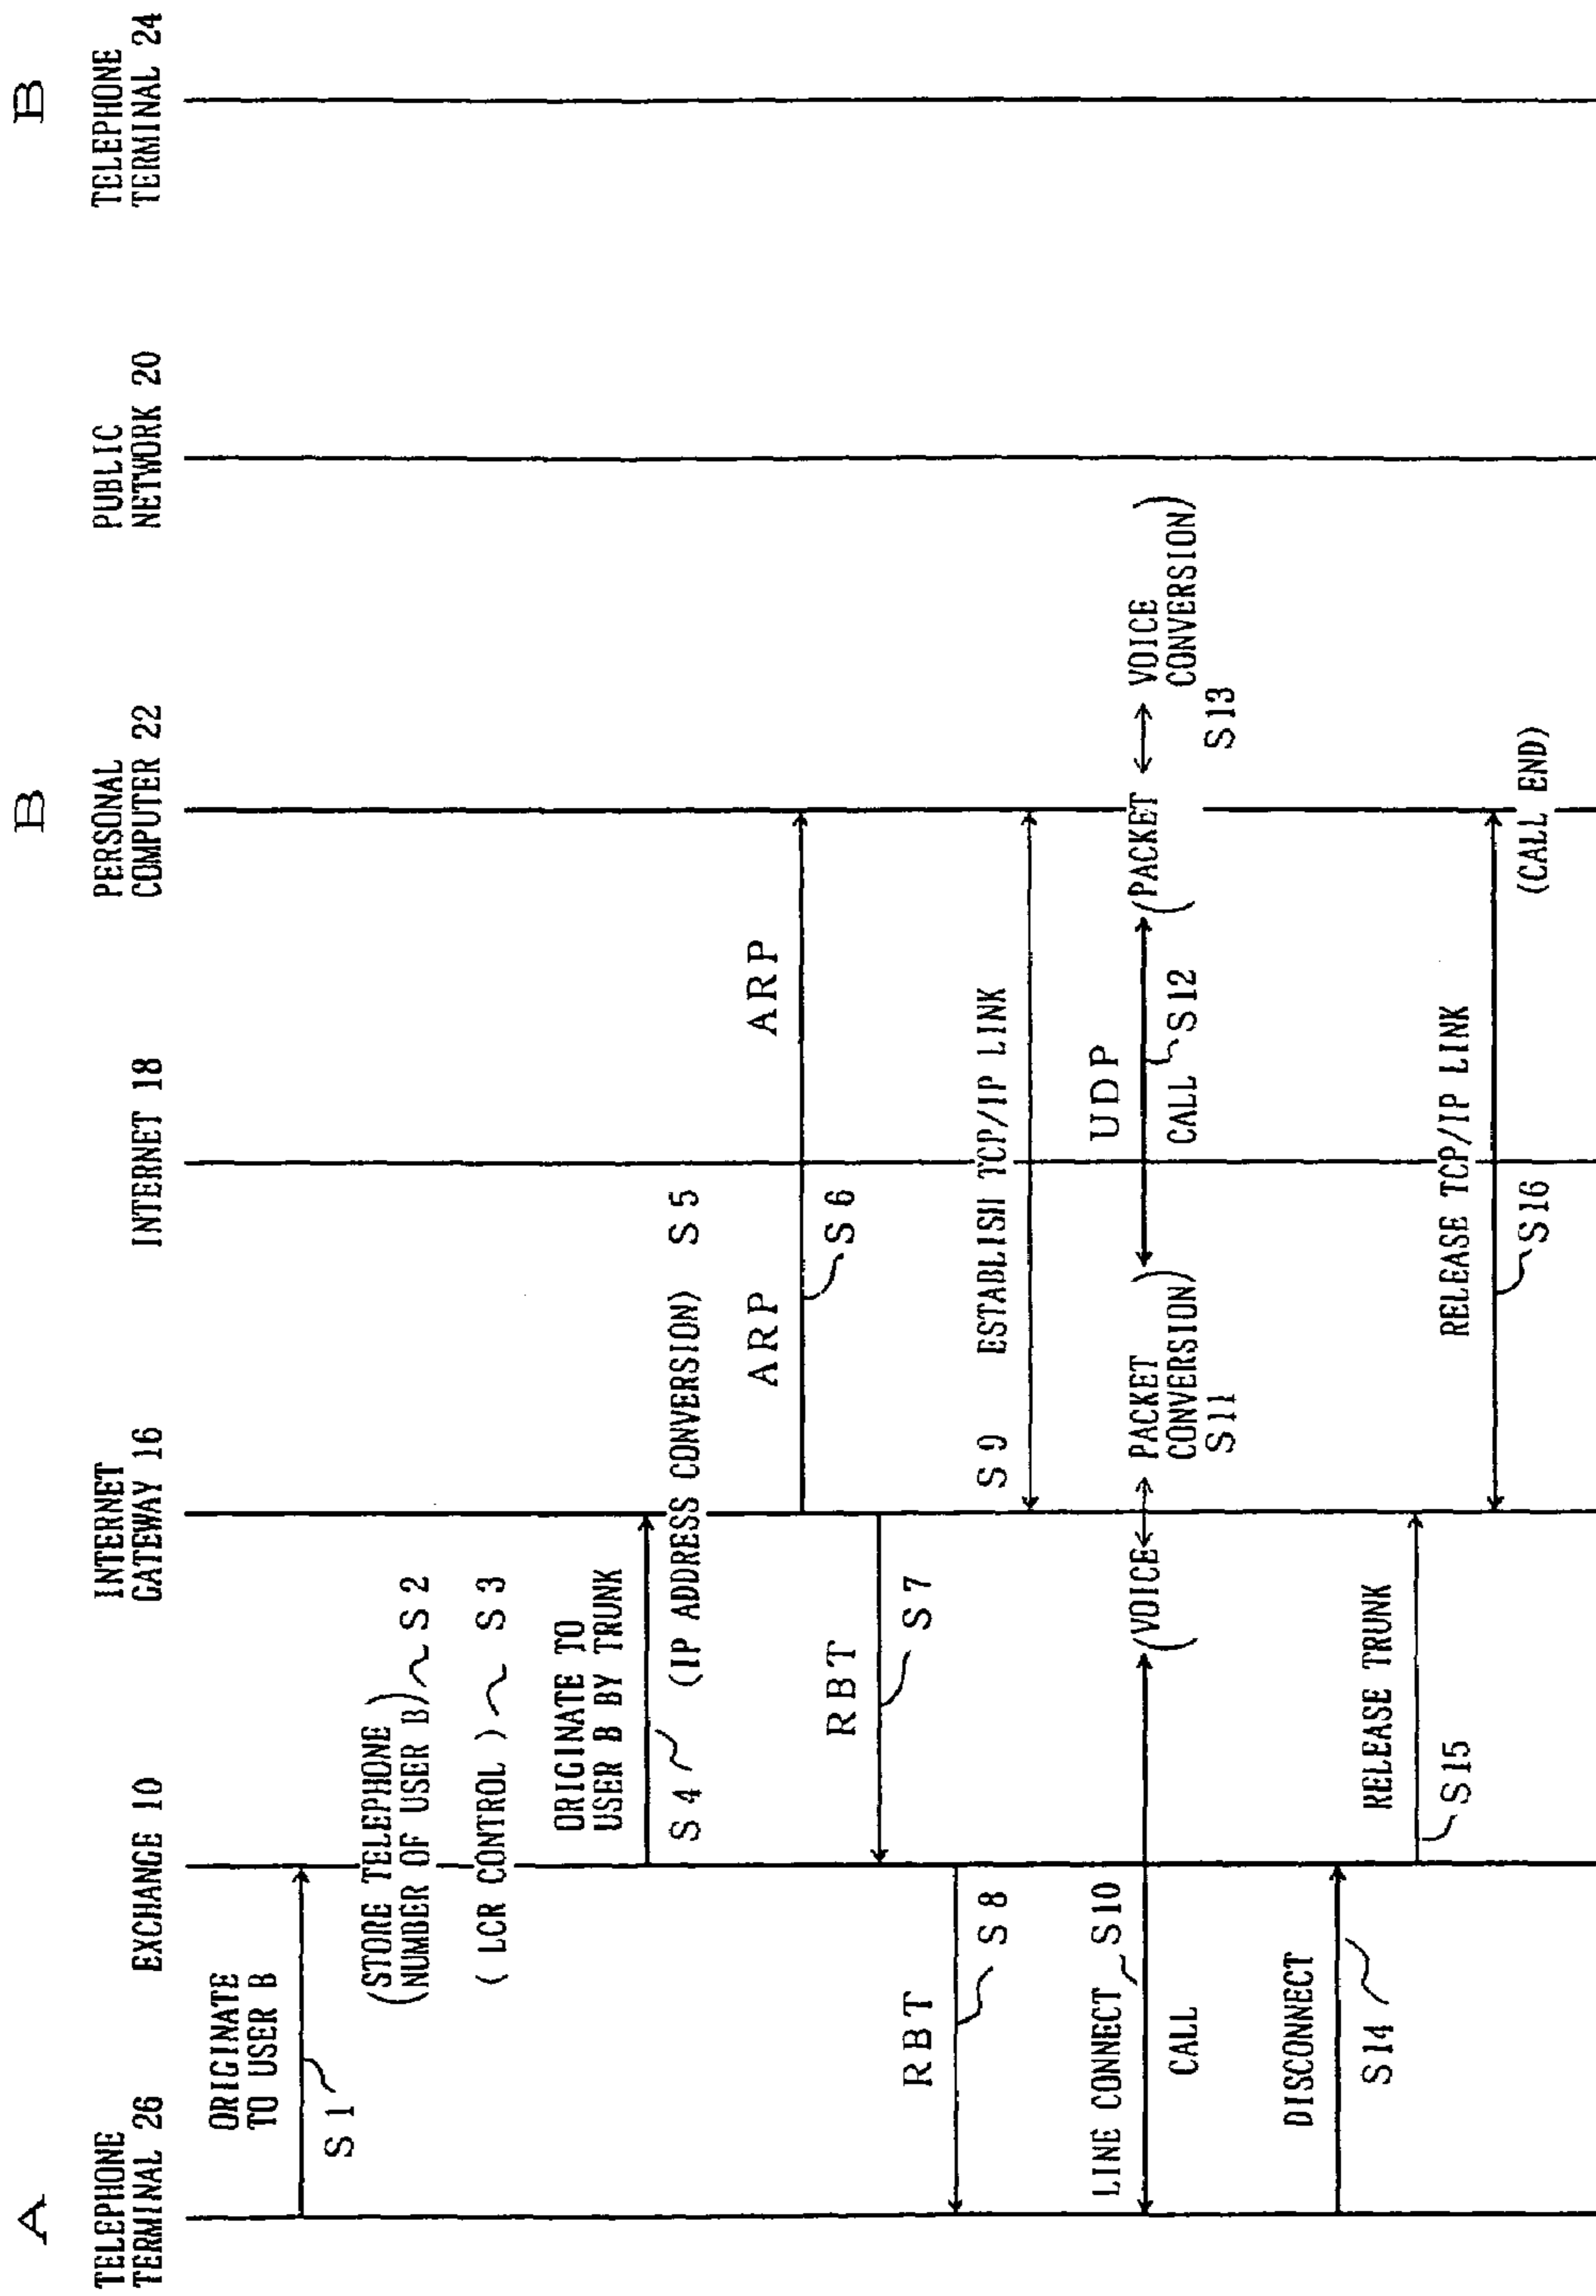 A
B
B
TELEPHONE
TERMINAL 26
EXCHANGE 10
INTERNET
GATEWAY 16
INTERNET 18
PERSONAL
COMPUTER 22
PUBLIC
NETWORK 20
TELEPHONE
TERMINAL 24
ORIGINATE
TO USER B
S1
(STORE TELEPHONE
NUMBER OF USER B) S2
(LCR CONTROL) S3
ORIGINATE TO
USER B BY TRUNK
S4
(IP ADDRESS CONVERSION) S5
ARP
ARP
S6
RBT
S7
RBT
S8
S9 ESTABLISH TCP/IP LINK
LINE CONNECT S10
CALL
(VOICE ↔ PACKET
CONVERSION)
S11
UDP
CALL S12
(PACKET ↔ VOICE
CONVERSION)
S13
DISCONNECT
S14
RELEASE TRUNK
S15
RELEASE TCP/IP LINK
S16
(CALL END)